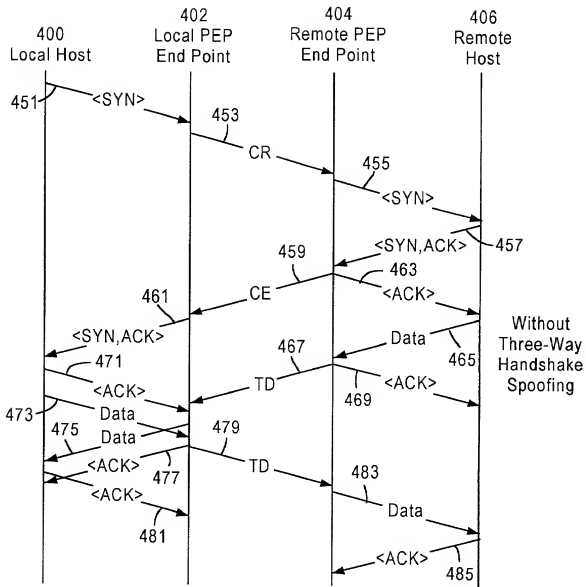 400
Local Host
402
Local PEP
End Point
404
Remote PEP
End Point
406
Remote
Host
451
<SYN>
453
CR
455
<SYN>
<SYN,ACK>
457
459
CE
463
<ACK>
461
<SYN,ACK>
Data
465
Without
Three-Way
Handshake
Spoofing
471
<ACK>
467
TD
469
<ACK>
473
Data
475
Data
479
<ACK>
477
TD
483
<ACK>
481
Data
<ACK>
485